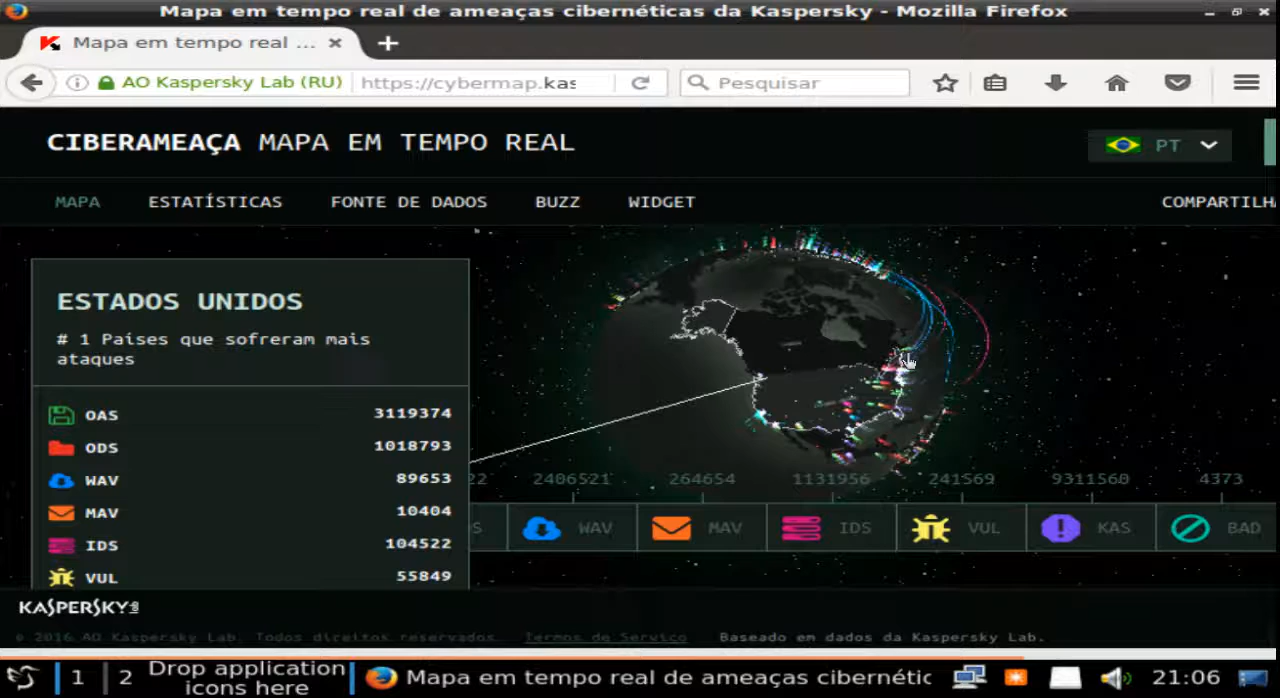 Mapa em tempo real de ameaças cibernéticas da Kaspersky - Mozilla Firefox
Mapa em tempo real ...
AO Kaspersky Lab (RU)
https://cybermap.kas
Pesquisar
CIBERAMEAÇA MAPA EM TEMPO REAL
PT
MAPA
ESTATÍSTICAS
FONTE DE DADOS
BUZZ
WIDGET
COMPARTILHA
ESTADOS UNIDOS
# 1 Países que sofreram mais
ataques
OAS 3119374
ODS 1018793
WAV 89653
MAV 10404
IDS 104522
VUL 55849
22 2406521 264654 1131956 241569 9311560 4373
S WAV MAV IDS VUL KAS BAD
KASPERSKY
© 2016 AO Kaspersky Lab. Todos direitos reservados. Termos de Serviço Baseado em dados da Kaspersky Lab.
1 2 Drop application
icons here
Mapa em tempo real de ameaças cibernétic
21:06